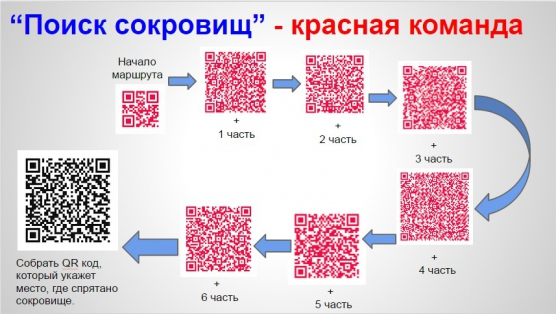 “Поиск сокровищ” - красная команда
Начало
маршрута
+
1 часть
+
2 часть
+
3 часть
+
4 часть
+
5 часть
+
6 часть
Собрать QR код,
который укажет
место, где спрятано
сокровище.